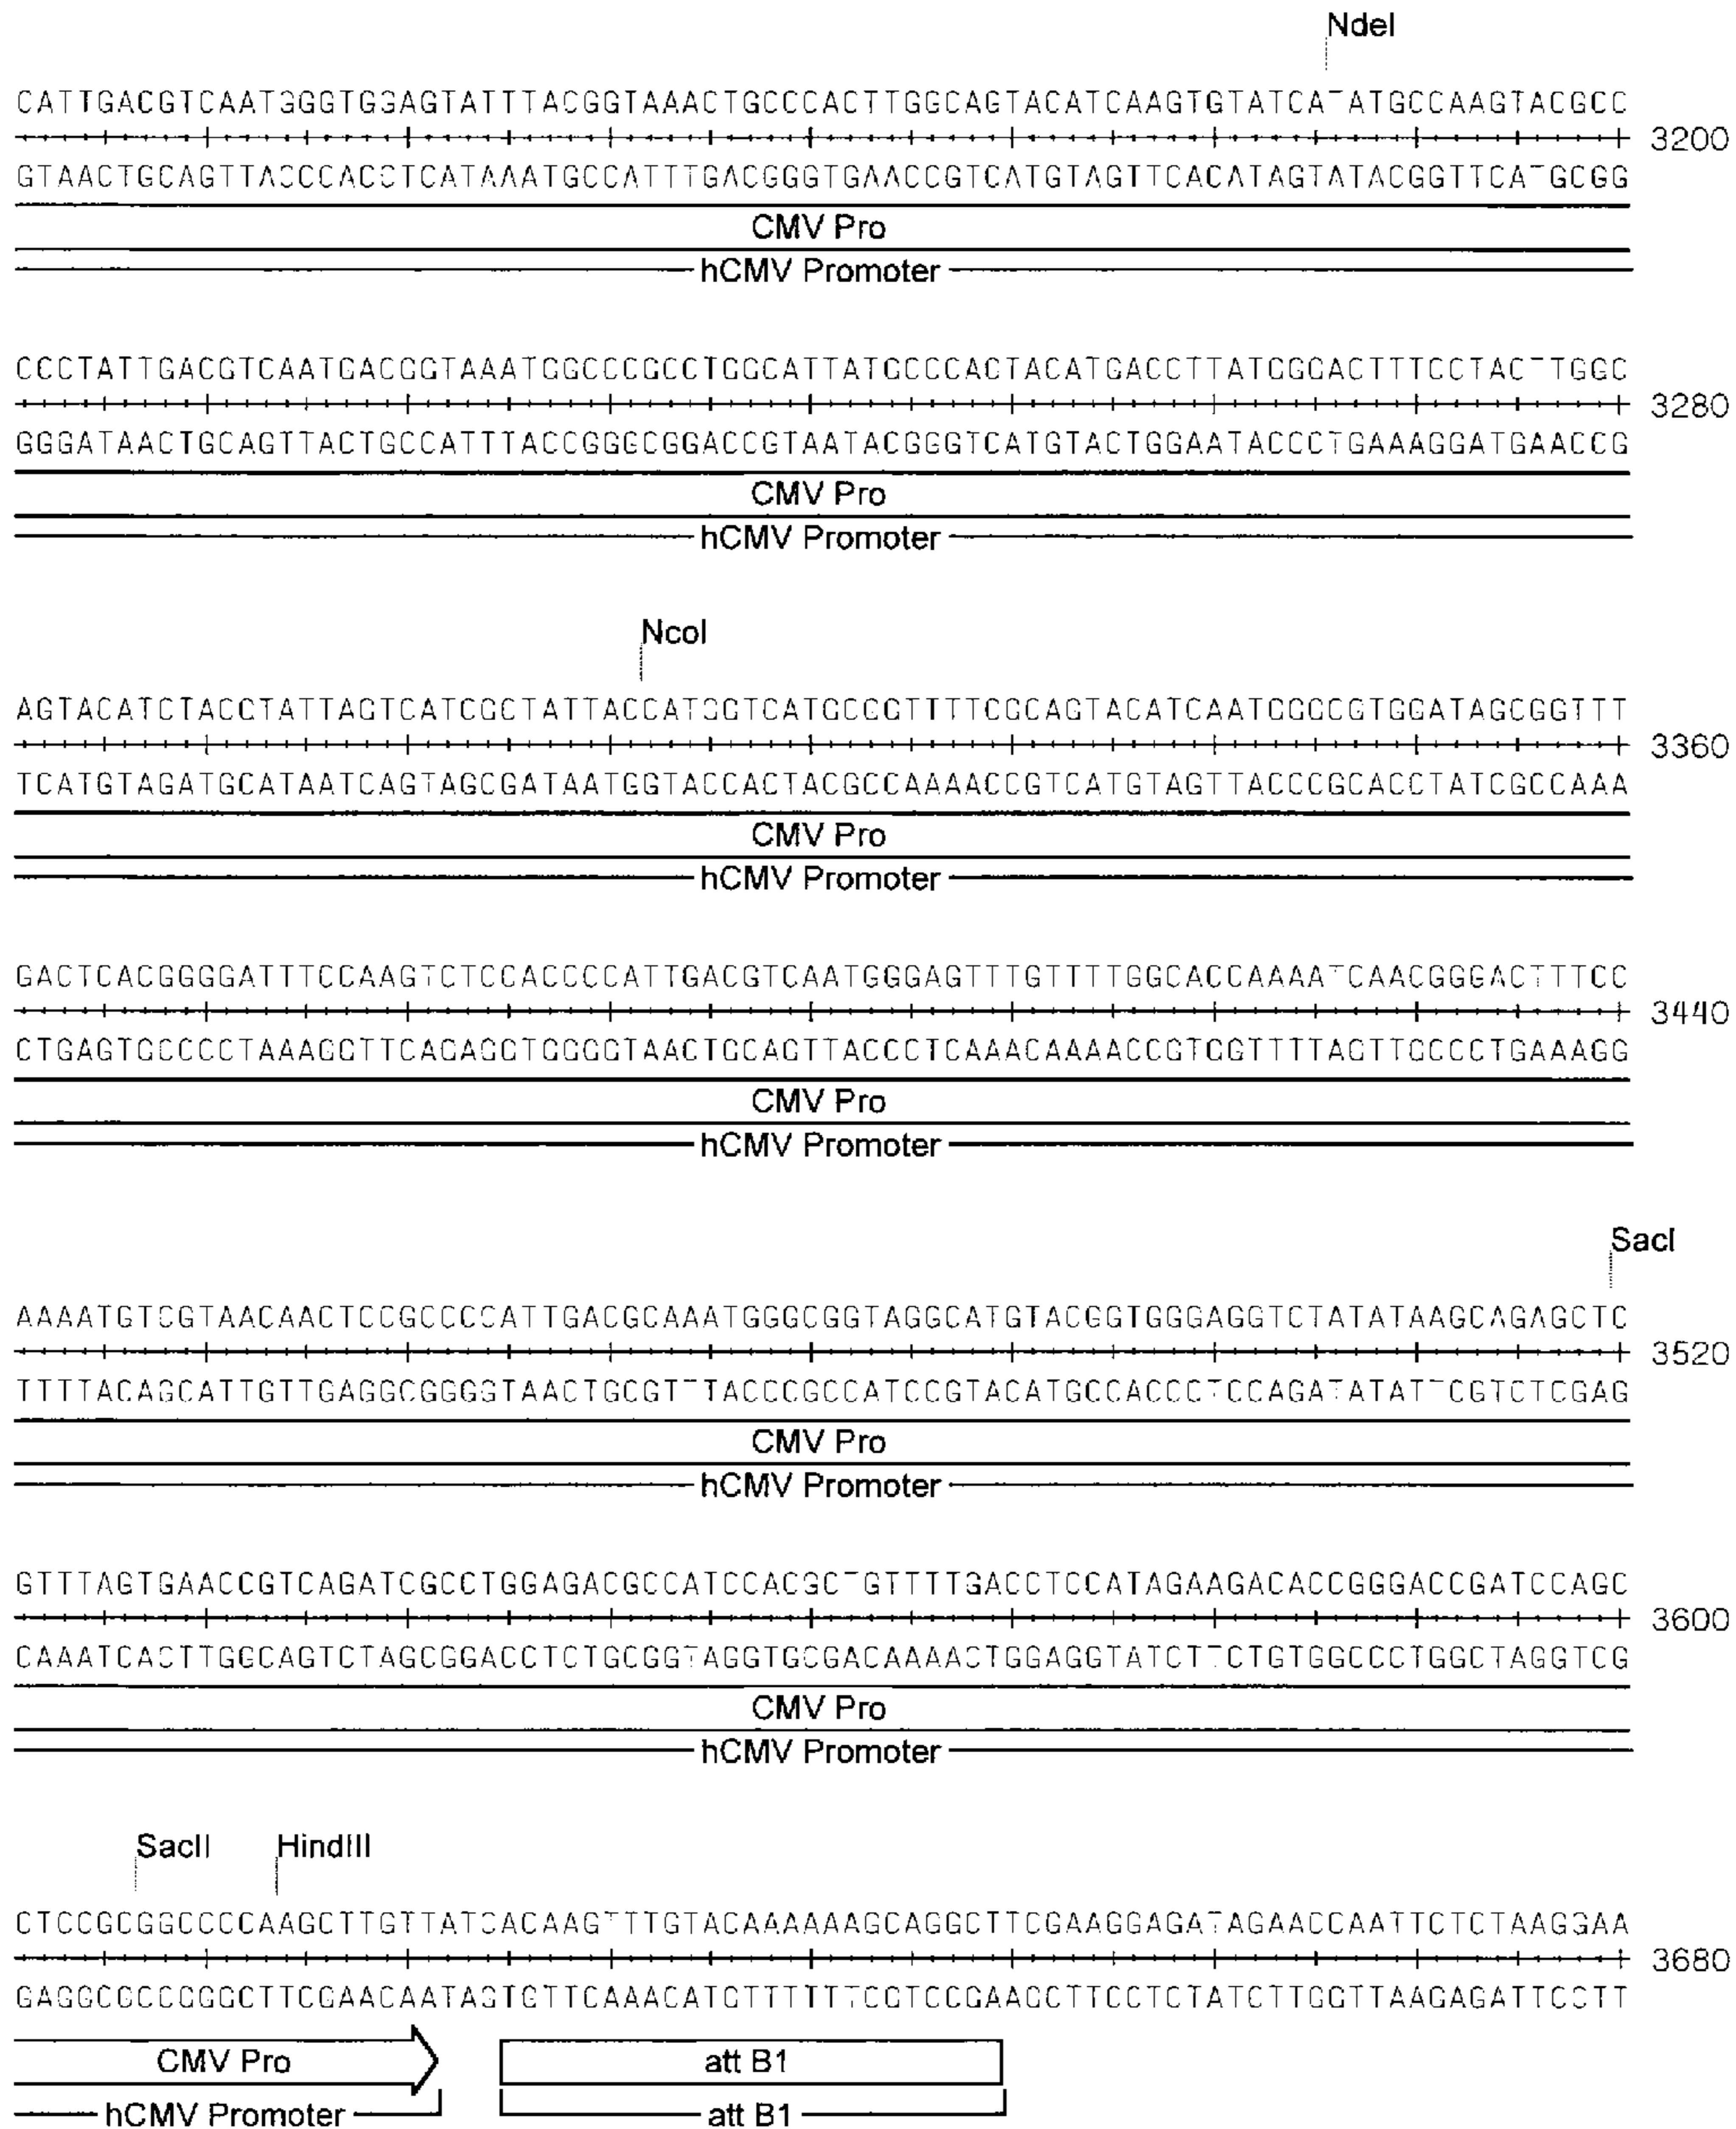 NdeI
CATTGACGTCAATGGGTGGAGTATTTACGGTAAACTGCCCACTTGGCAGTACATCAAGTGTATCATATGCCAAGTACGCC
3200
GTAACTGCAGTTACCCACCTCATAAATGCCATTTGACGGGTGAACCGTCATGTAGTTCACATAGTATACGGTTCATGCGG
CMV Pro
hCMV Promoter
CCCTATTGACGTCAATGACGGTAAATGGCCCGCCTGGCATTATGCCCAGTACATGACCTTATGGGACTTTCCTACTTGGC
3280
GGGATAACTGCAGTTACTGCCATTTACCGGGCGGACCGTAATACGGGTCATGTACTGGAATACCCTGAAAGGATGAACCG
CMV Pro
hCMV Promoter
NcoI
AGTACATCTACGTATTAGTCATCGCTATTACCATGGTGATGCGGTTTTGGCAGTACATCAATGGGCGTGGATAGCGGTTT
3360
TCATGTAGATGCATAATCAGTAGCGATAATGGTACCACTACGCCAAAACCGTCATGTAGTTACCCGCACCTATCGCCAAA
CMV Pro
hCMV Promoter
GACTCACGGGGATTTCCAAGTCTCCACCCCATTGACGTCAATGGGAGTTTGTTTTGGCACCAAAATCAACGGGACTTTCC
3440
CTGAGTGCCCCTAAAGGTTCAGAGGTGGGGTAACTGCAGTTACCCTCAAACAAAACCGTGGTTTTAGTTGCCCTGAAAGG
CMV Pro
hCMV Promoter
SacI
AAAATGTCGTAACAACTCCGCCCCATTGACGCAAATGGGCGGTAGGCATGTACGGTGGGAGGTCTATATAAGCAGAGCTC
3520
TTTTACAGCATTGTTGAGGCGGGGTAACTGCGTTTACCCGCCATCCGTACATGCCACCCTCCAGATATATTCGTCTCGAG
CMV Pro
hCMV Promoter
GTTTAGTGAACCGTCAGATCGCCTGGAGACGCCATCCACGCTGTTTTGACCTCCATAGAAGACACCGGGACCGATCCAGC
3600
CAAATCACTTGGCAGTCTAGCGGACCTCTGCGGTAGGTGCGACAAAACTGGAGGTATCTTCTGTGGCCCTGGCTAGGTCG
CMV Pro
hCMV Promoter
SacII HindIII
CTCCGCGGCCCCAAGCTTGTTATCACAAGTTTGTACAAAAAAGCAGGCTTCGAAGGAGATAGAACCAATTCTCTAAGGAA
3680
GAGGCGCCGGGGTTCGAACAATAGTGTTCAAACATGTTTTTTCGTCCGAAGCTTCCTCTATCTTGGTTAAGAGATTCCTT
CMV Pro att B1
hCMV Promoter att B1